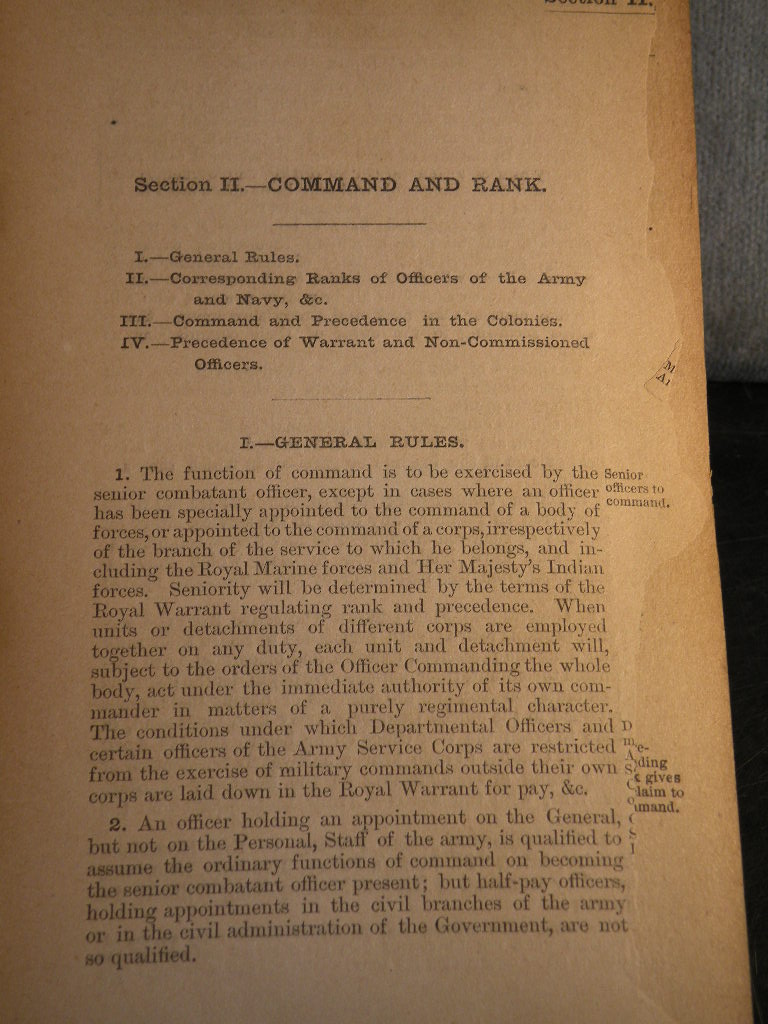 Section II.
Section II.—COMMAND AND RANK.
I.—General Rules.
II.—Corresponding Ranks of Officers of the Army
and Navy, &c.
III.—Command and Precedence in the Colonies.
IV.—Precedence of Warrant and Non-Commissioned
Officers.
M
A1
I.—GENERAL RULES.
1. The function of command is to be exercised by the
senior combatant officer, except in cases where an officer
has been specially appointed to the command of a body of
forces, or appointed to the command of a corps, irrespectively
of the branch of the service to which he belongs, and in-
cluding the Royal Marine forces and Her Majesty's Indian
forces. Seniority will be determined by the terms of the
Royal Warrant regulating rank and precedence. When
units or detachments of different corps are employed
together on any duty, each unit and detachment will,
subject to the orders of the Officer Commanding the whole
body, act under the immediate authority of its own com-
mander in matters of a purely regimental character.
The conditions under which Departmental Officers and
certain officers of the Army Service Corps are restricted
from the exercise of military commands outside their own
corps are laid down in the Royal Warrant for pay, &c.
Senior
officers to
command.
2. An officer holding an appointment on the General,
but not on the Personal, Staff of the army, is qualified to
assume the ordinary functions of command on becoming
the senior combatant officer present; but half-pay officers,
holding appointments in the civil branches of the army
or in the civil administration of the Government, are not
so qualified.
gives